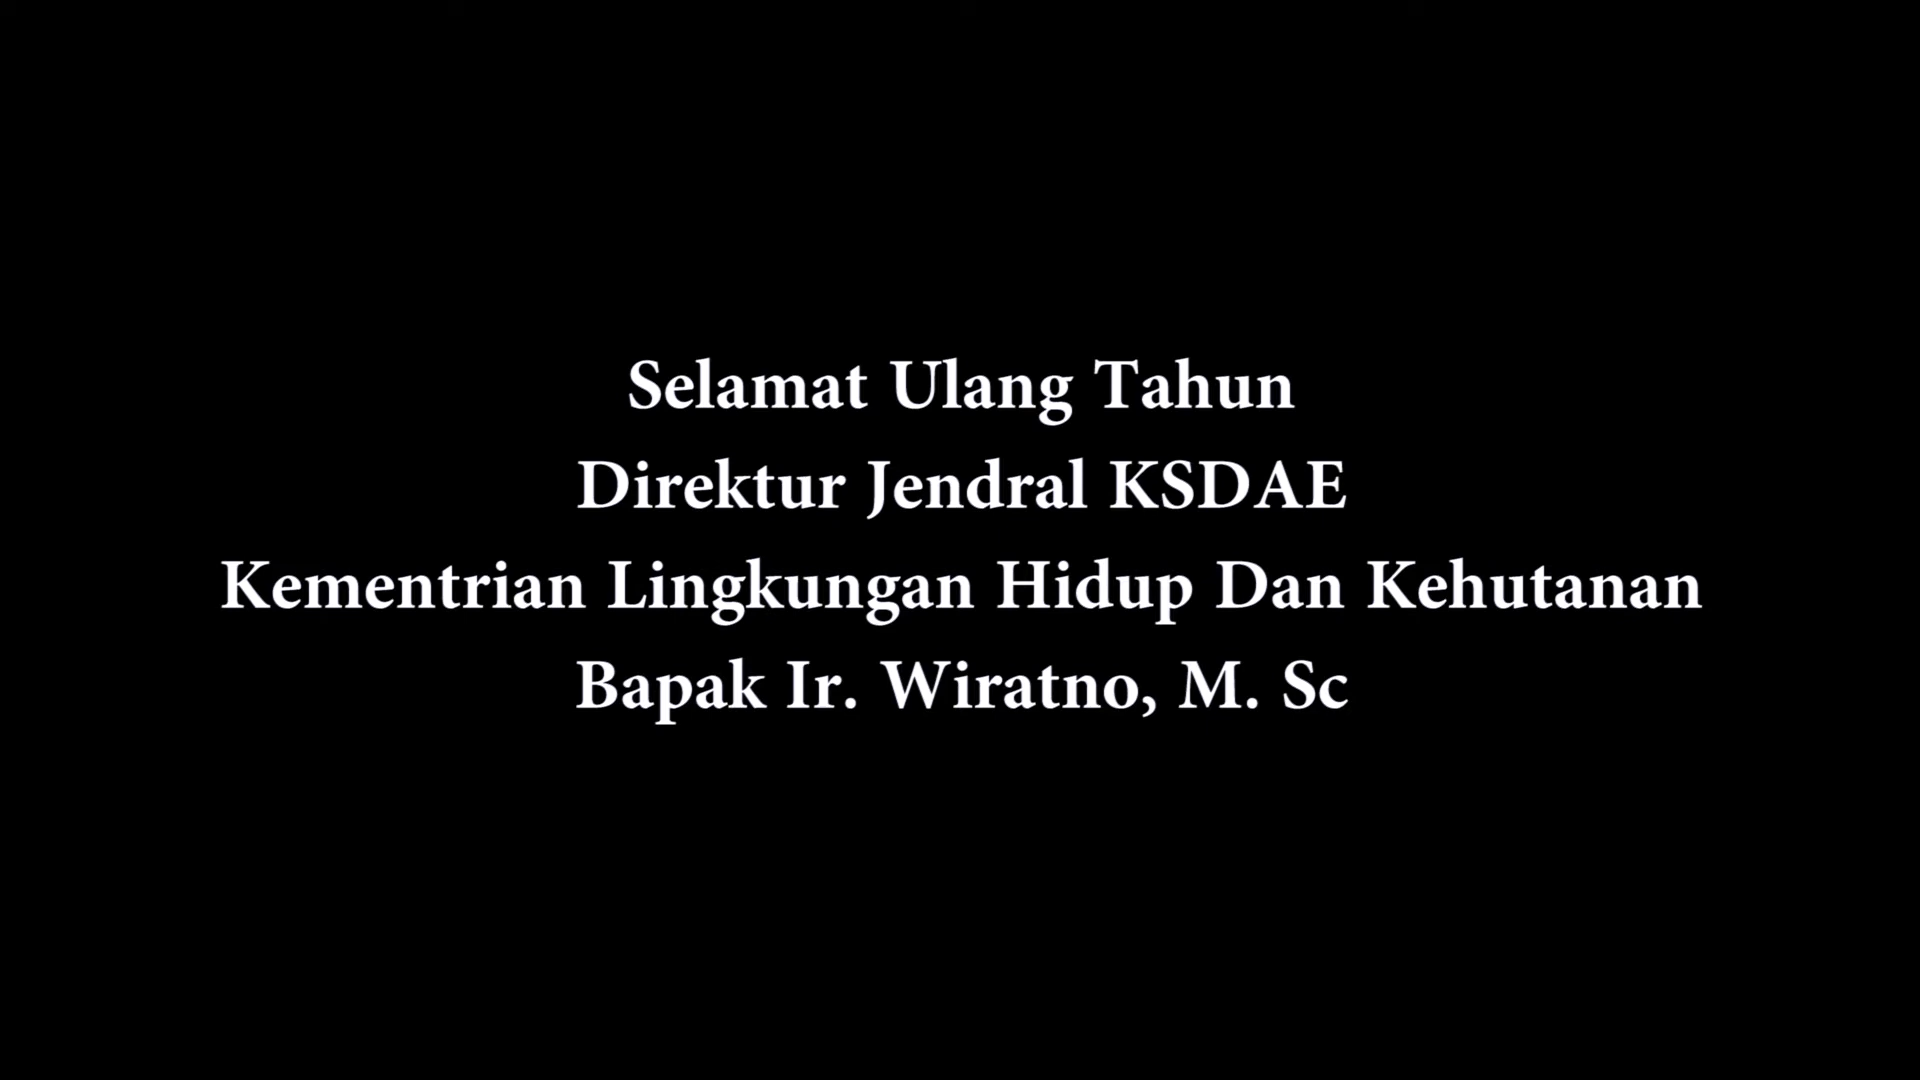 Selamat Ulang Tahun
Direktur Jendral KSDAE
Kementrian Lingkungan Hidup Dan Kehutanan
Bapak Ir. Wiratno, M. Sc